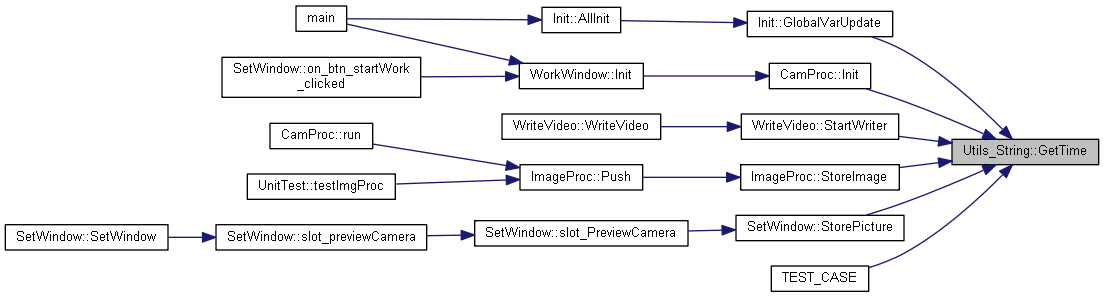 main
Init::AllInit
Init::GlobalVarUpdate
SetWindow::on_btn_startWork
_clicked
WorkWindow::Init
CamProc::Init
WriteVideo::WriteVideo
WriteVideo::StartWriter
CamProc::run
Utils_String::GetTime
UnitTest::testImgProc
ImageProc::Push
ImageProc::StoreImage
SetWindow::SetWindow
SetWindow::slot_previewCamera
SetWindow::slot_PreviewCamera
SetWindow::StorePicture
TEST_CASE